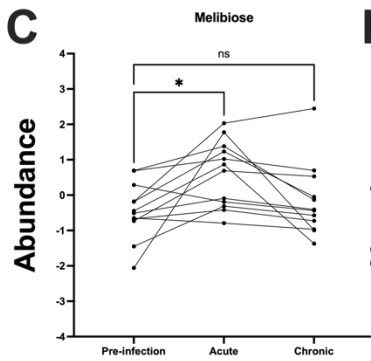 C
Melibiose
ns
*
Abundance
4
3
2
1
0
-1
-2
-3
-4
Pre-infection Acute Chronic